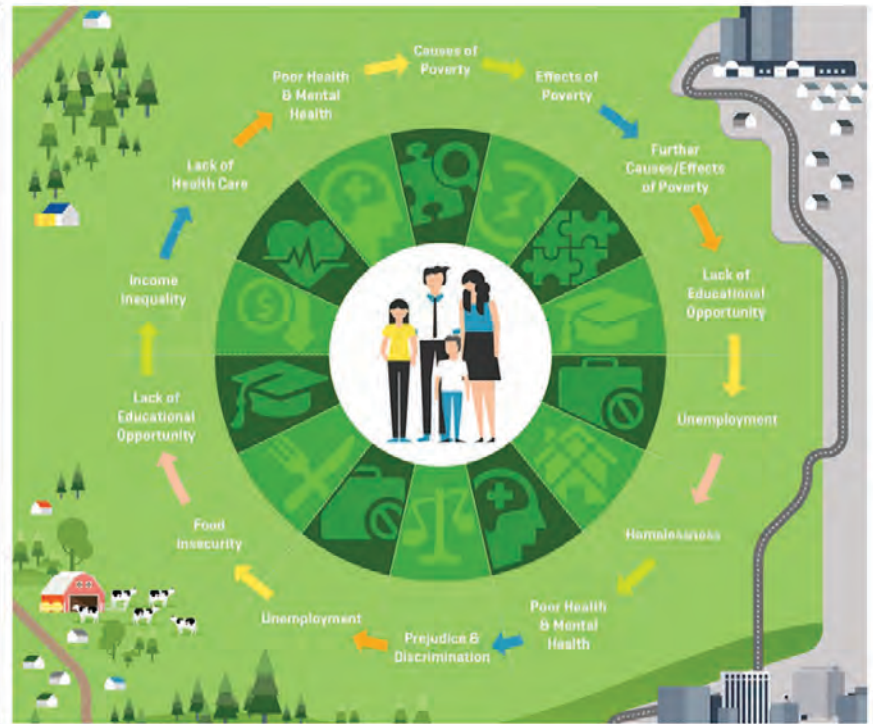 Causes of
Poverty
Effects of
Poverty
Further
Causes/Effects
of Poverty
Lack of
Educational
Opportunity
Unemployment
Homelessness
Poor Health
& Mental
Health
Prejudice &
Discrimination
Unemployment
Food
Insecurity
Lack of
Educational
Opportunity
Income
Inequality
Lack of
Health Care
Poor Health
& Mental
Health